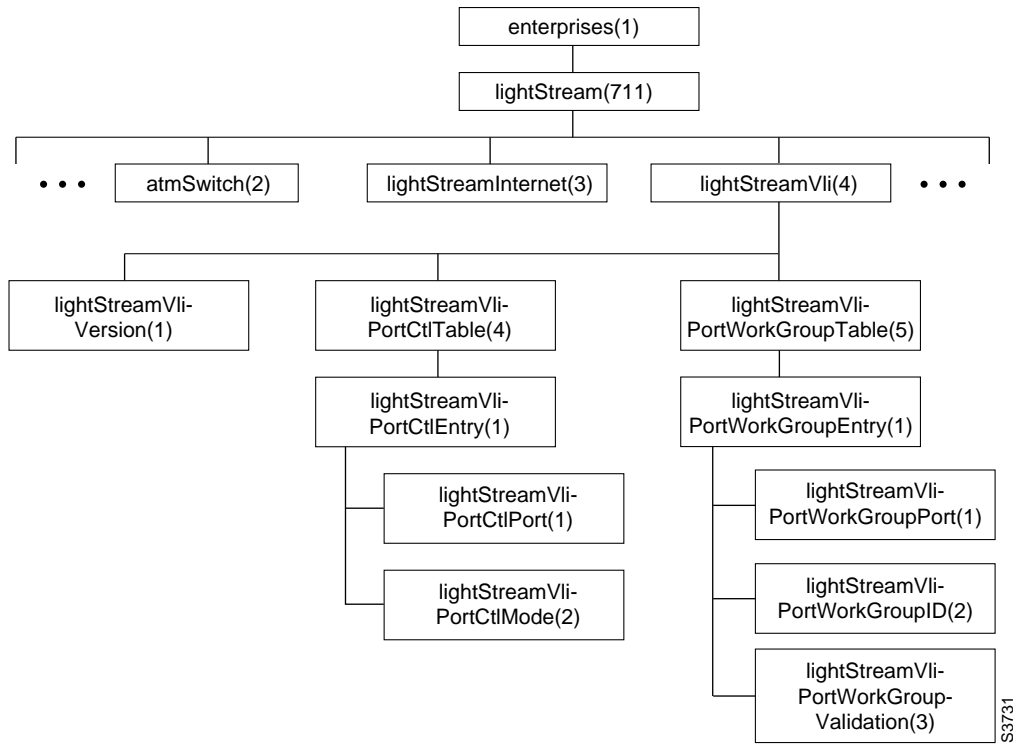 enterprises(1)
lightStream(711)
• • •
atmSwitch(2)
lightStreamInternet(3)
lightStreamVli(4)
• • •
lightStreamVli-
Version(1)
lightStreamVli-
PortCtlTable(4)
lightStreamVli-
PortWorkGroupTable(5)
lightStreamVli-
PortCtlEntry(1)
lightStreamVli-
PortWorkGroupEntry(1)
lightStreamVli-
PortCtlPort(1)
lightStreamVli-
PortWorkGroupPort(1)
lightStreamVli-
PortCtlMode(2)
lightStreamVli-
PortWorkGroupID(2)
lightStreamVli-
PortWorkGroup-
Validation(3)
S3731